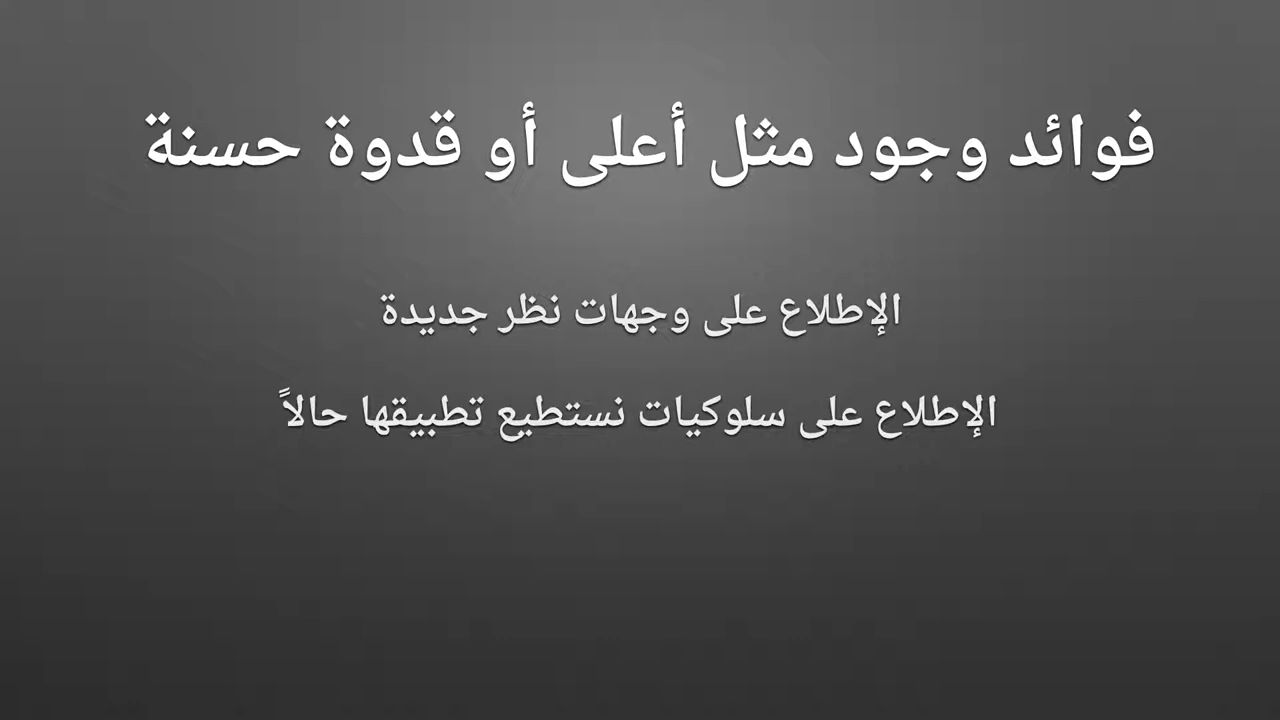 فوائد وجود مثل أعلى أو قدوة حسنة
الإطلاع على وجهات نظر جديدة
الإطلاع على سلوكيات نستطيع تطبيقها حالاً